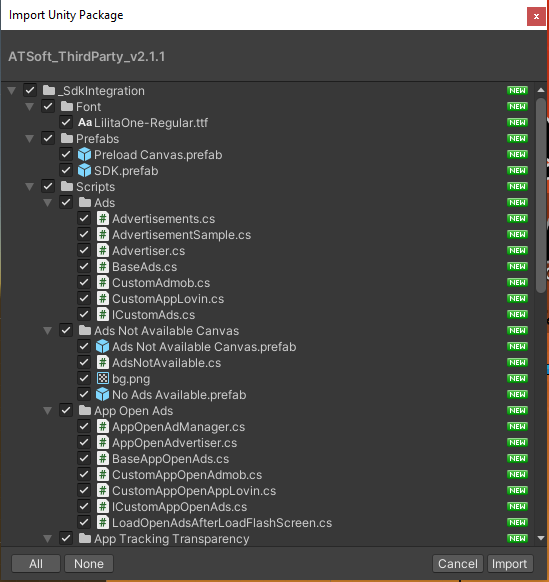 Import Unity Package
x
ATSoft_ThirdParty_v2.1.1
_SdkIntegration NEW
Font NEW
Aa LilitaOne-Regular.ttf NEW
Prefabs NEW
Preload Canvas.prefab NEW
SDK.prefab NEW
Scripts NEW
Ads NEW
# Advertisements.cs NEW
# AdvertisementSample.cs NEW
# Advertiser.cs NEW
# BaseAds.cs NEW
# CustomAdmob.cs NEW
# CustomAppLovin.cs NEW
# ICustomAds.cs NEW
Ads Not Available Canvas NEW
Ads Not Available Canvas.prefab NEW
# AdsNotAvailable.cs NEW
bg.png NEW
No Ads Available.prefab NEW
App Open Ads NEW
# AppOpenAdManager.cs NEW
# AppOpenAdvertiser.cs NEW
# BaseAppOpenAds.cs NEW
# CustomAppOpenAdmob.cs NEW
# CustomAppOpenAppLovin.cs NEW
# ICustomAppOpenAds.cs NEW
# LoadOpenAdsAfterLoadFlashScreen.cs NEW
App Tracking Transparency NEW
All None Cancel Import